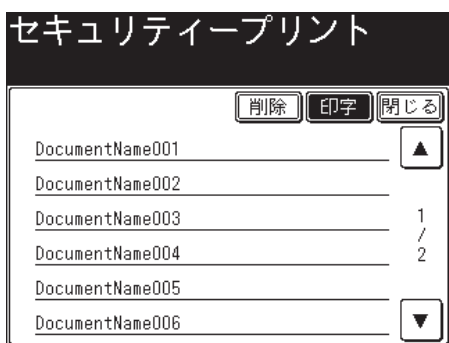 セキュリティープリント
削除 印字 閉じる
DocumentName001
▲
DocumentName002
DocumentName003
1
/
2
DocumentName004
DocumentName005
DocumentName006
▼